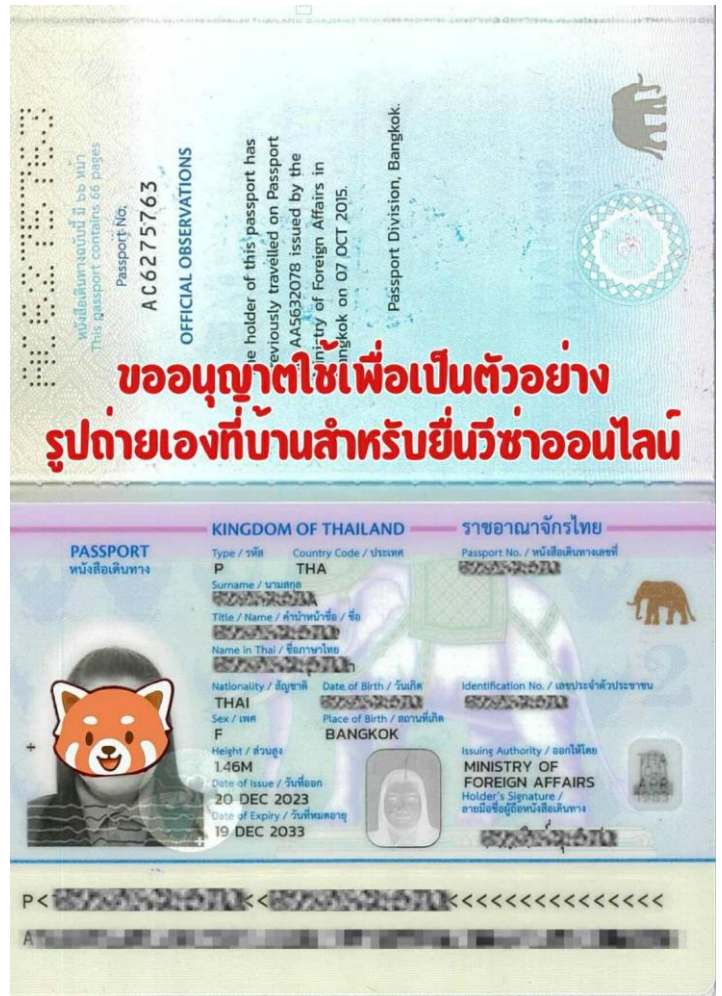 หนังสือเดินทางฉบับนี้ มี ๖๖ หน้า
This passport contains 66 pages
Passport No.
AC6275763
OFFICIAL OBSERVATIONS
holder of this passport has
travelled on Passport
AA5632078 issued by the
of Foreign Affairs in
on 07 OCT 2015.
Passport Division, Bangkok.
ขออนุญาตใช้เพื่อเป็นตัวอย่าง
รูปถ่ายเองที่บ้านสำหรับยื่นวีซ่าออนไลน์
PASSPORT
หนังสือเดินทาง
KINGDOM OF THAILAND ราชอาณาจักรไทย
Type / รหัส Country Code / ประเทศ Passport No. / หนังสือเดินทางเลขที่
P THA
Surname / นามสกุล
Title / Name / คำนำหน้าชื่อ / ชื่อ
Name in Thai / ชื่อภาษาไทย
Nationality / สัญชาติ Date of Birth / วันเกิด Identification No. / เลขประจำตัวประชาชน
THAI
Sex / เพศ Place of Birth / สถานที่เกิด
F BANGKOK
Height / ส่วนสูง Issuing Authority / ออกให้โดย
1.46M MINISTRY OF
FOREIGN AFFAIRS
Date of Issue / วันที่ออก Holder's Signature /
20 DEC 2023 ลายมือชื่อผู้ถือหนังสือเดินทาง
Date of Expiry / วันที่หมดอายุ
19 DEC 2033
P< << <<<<<<<<<<<<<<<
A